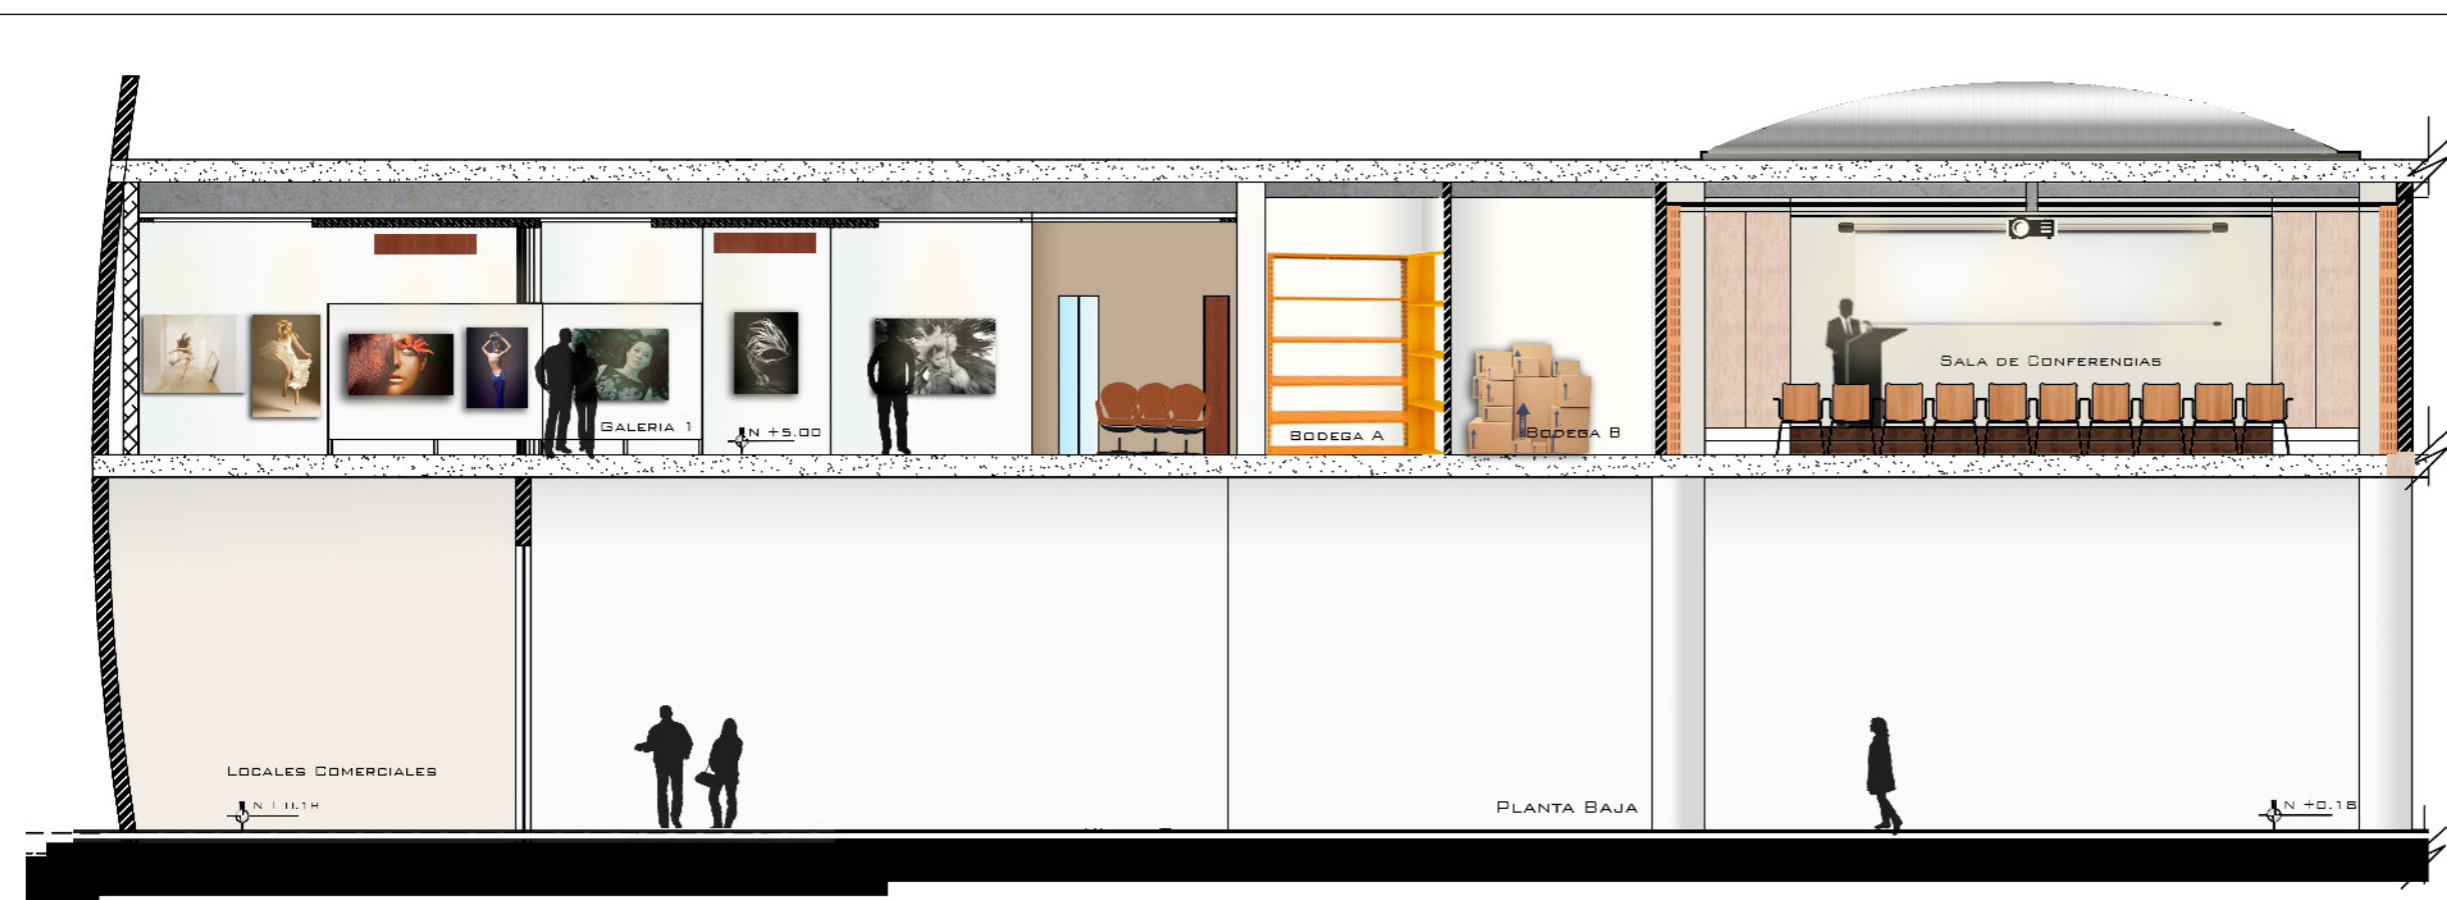 Galeria 1
N +5.00
Bodega A
Bodega B
Sala de Conferencias
Locales Comerciales
Planta Baja
N +0.18